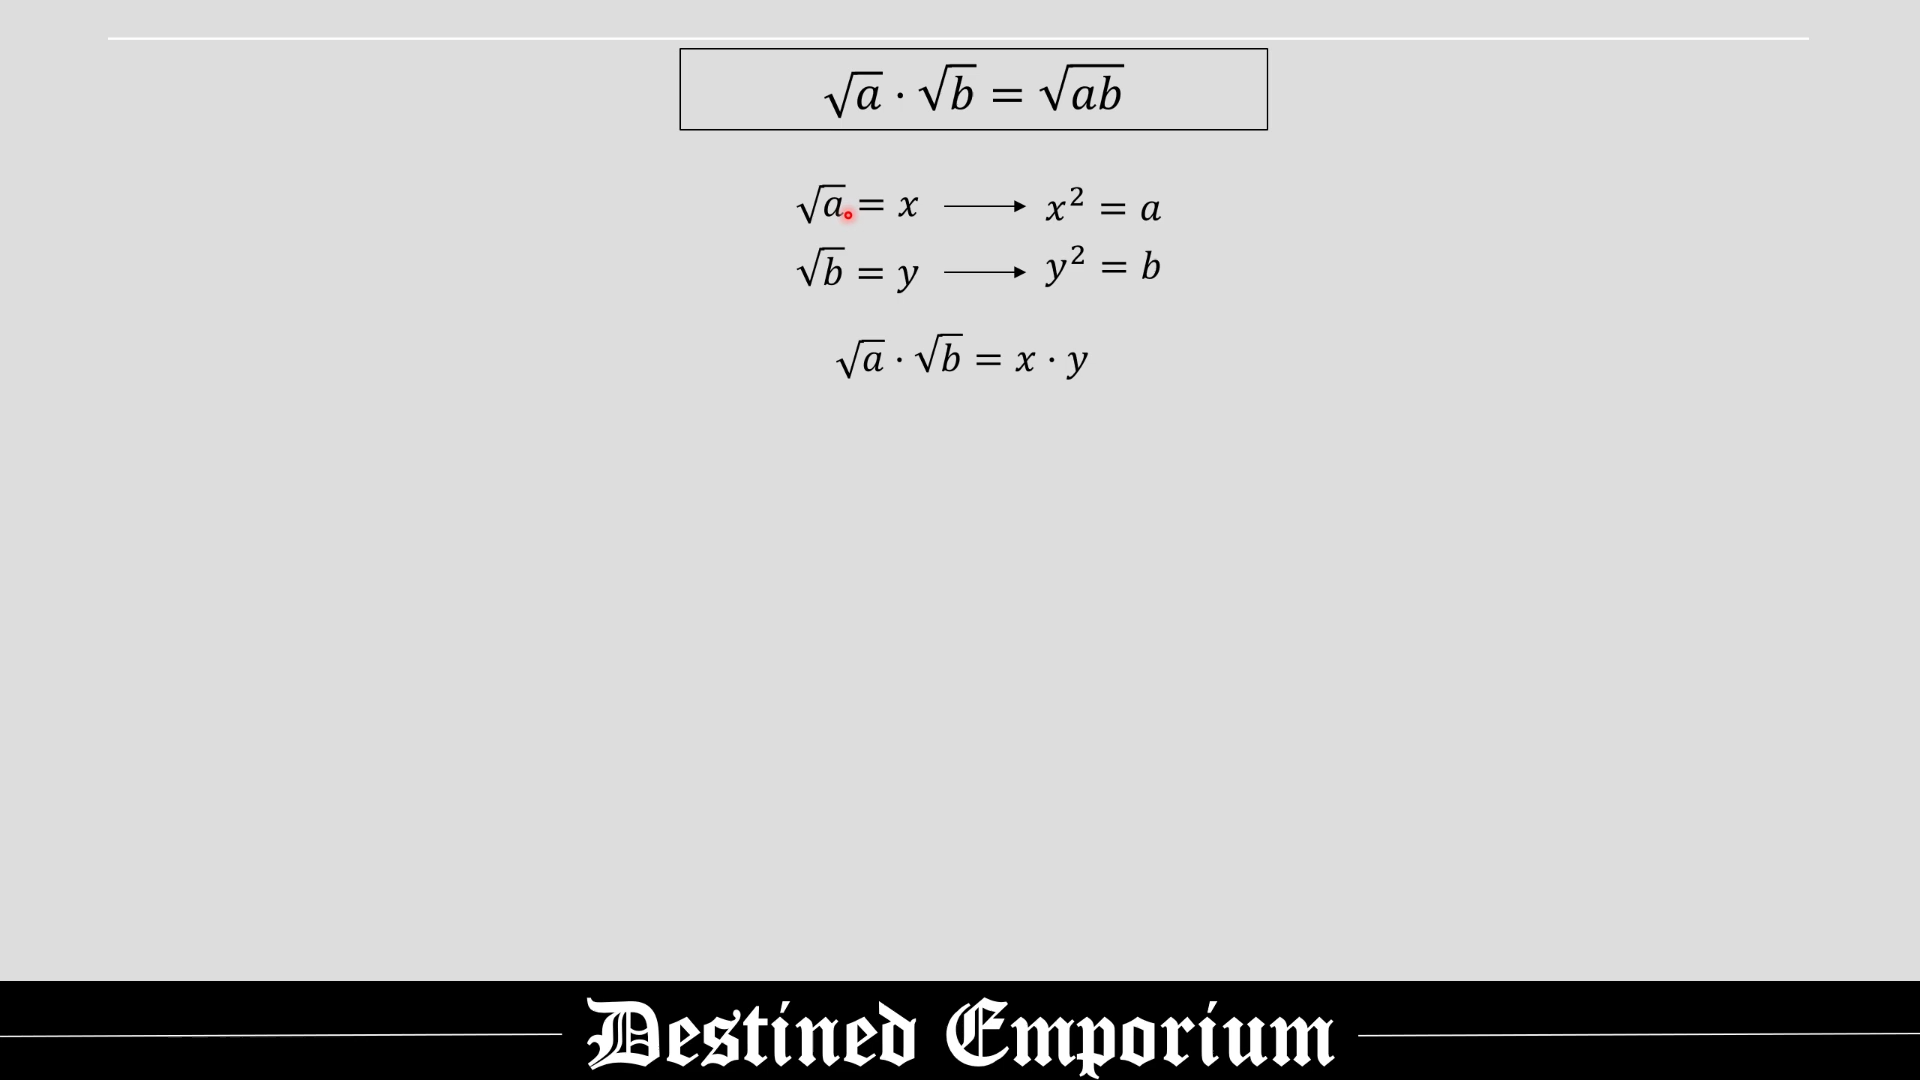 √a · √b = √ab
√a = x ⟶ x² = a
√b = y ⟶ y² = b
√a · √b = x · y
Destined Emporium